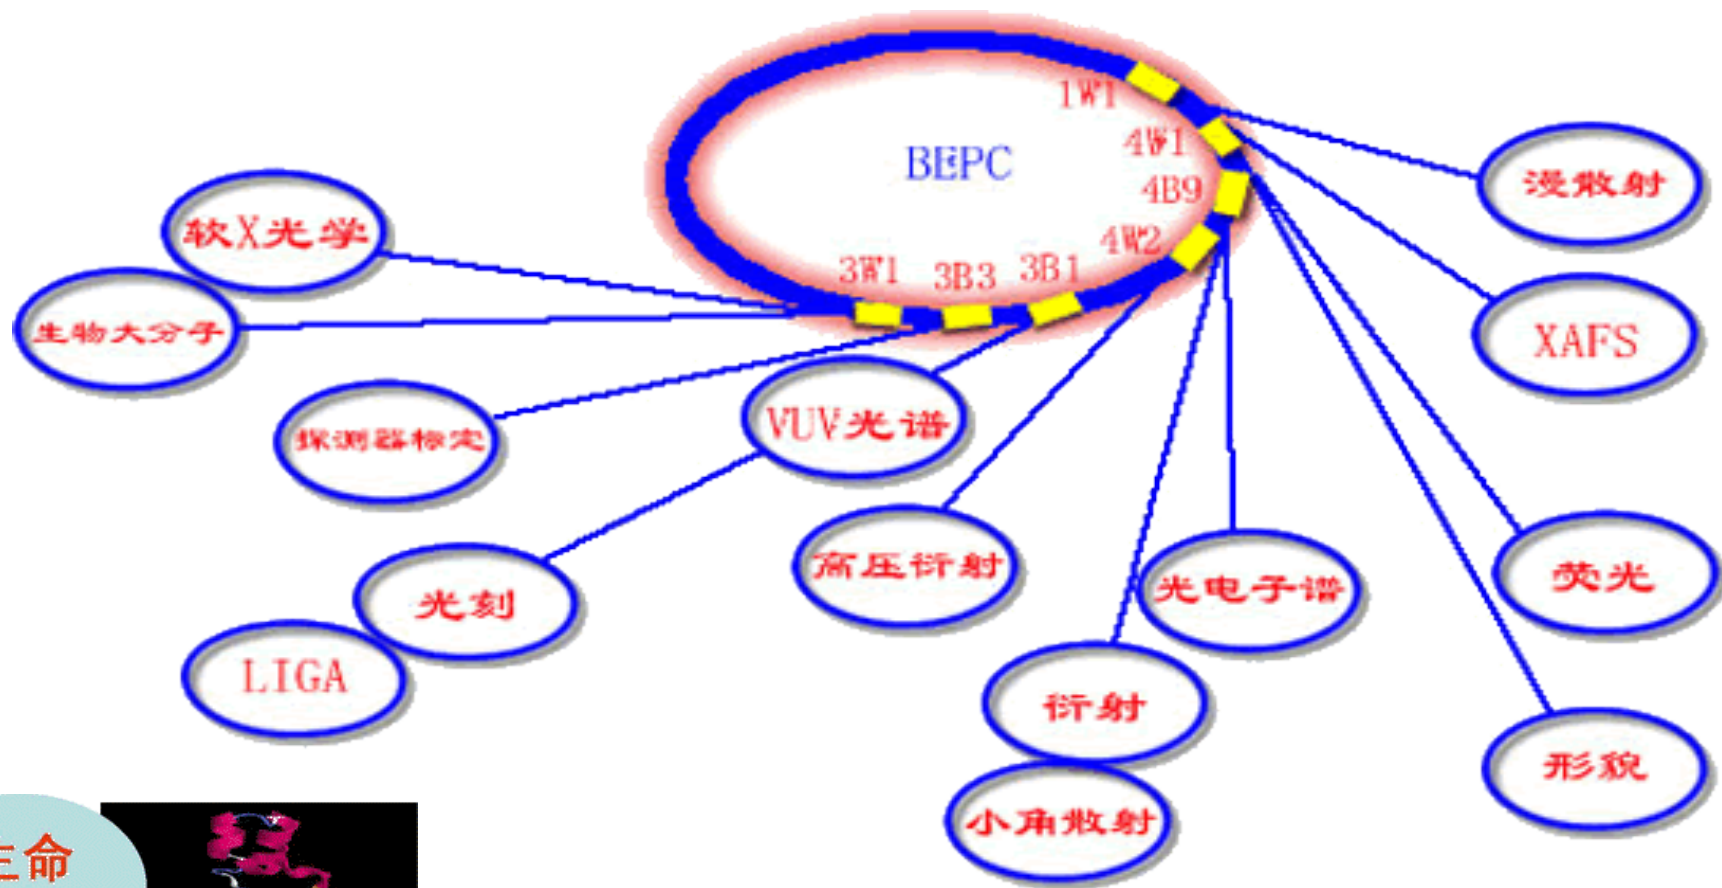 1W1
4W1
BEPC
4B9
漫散射
软X光学
4W2
3W1
3B3
3B1
生物大分子
XAFS
VUV光谱
探测器标定
高压衍射
荧光
光电子谱
光刻
LIGA
衍射
形貌
小角散射
生命